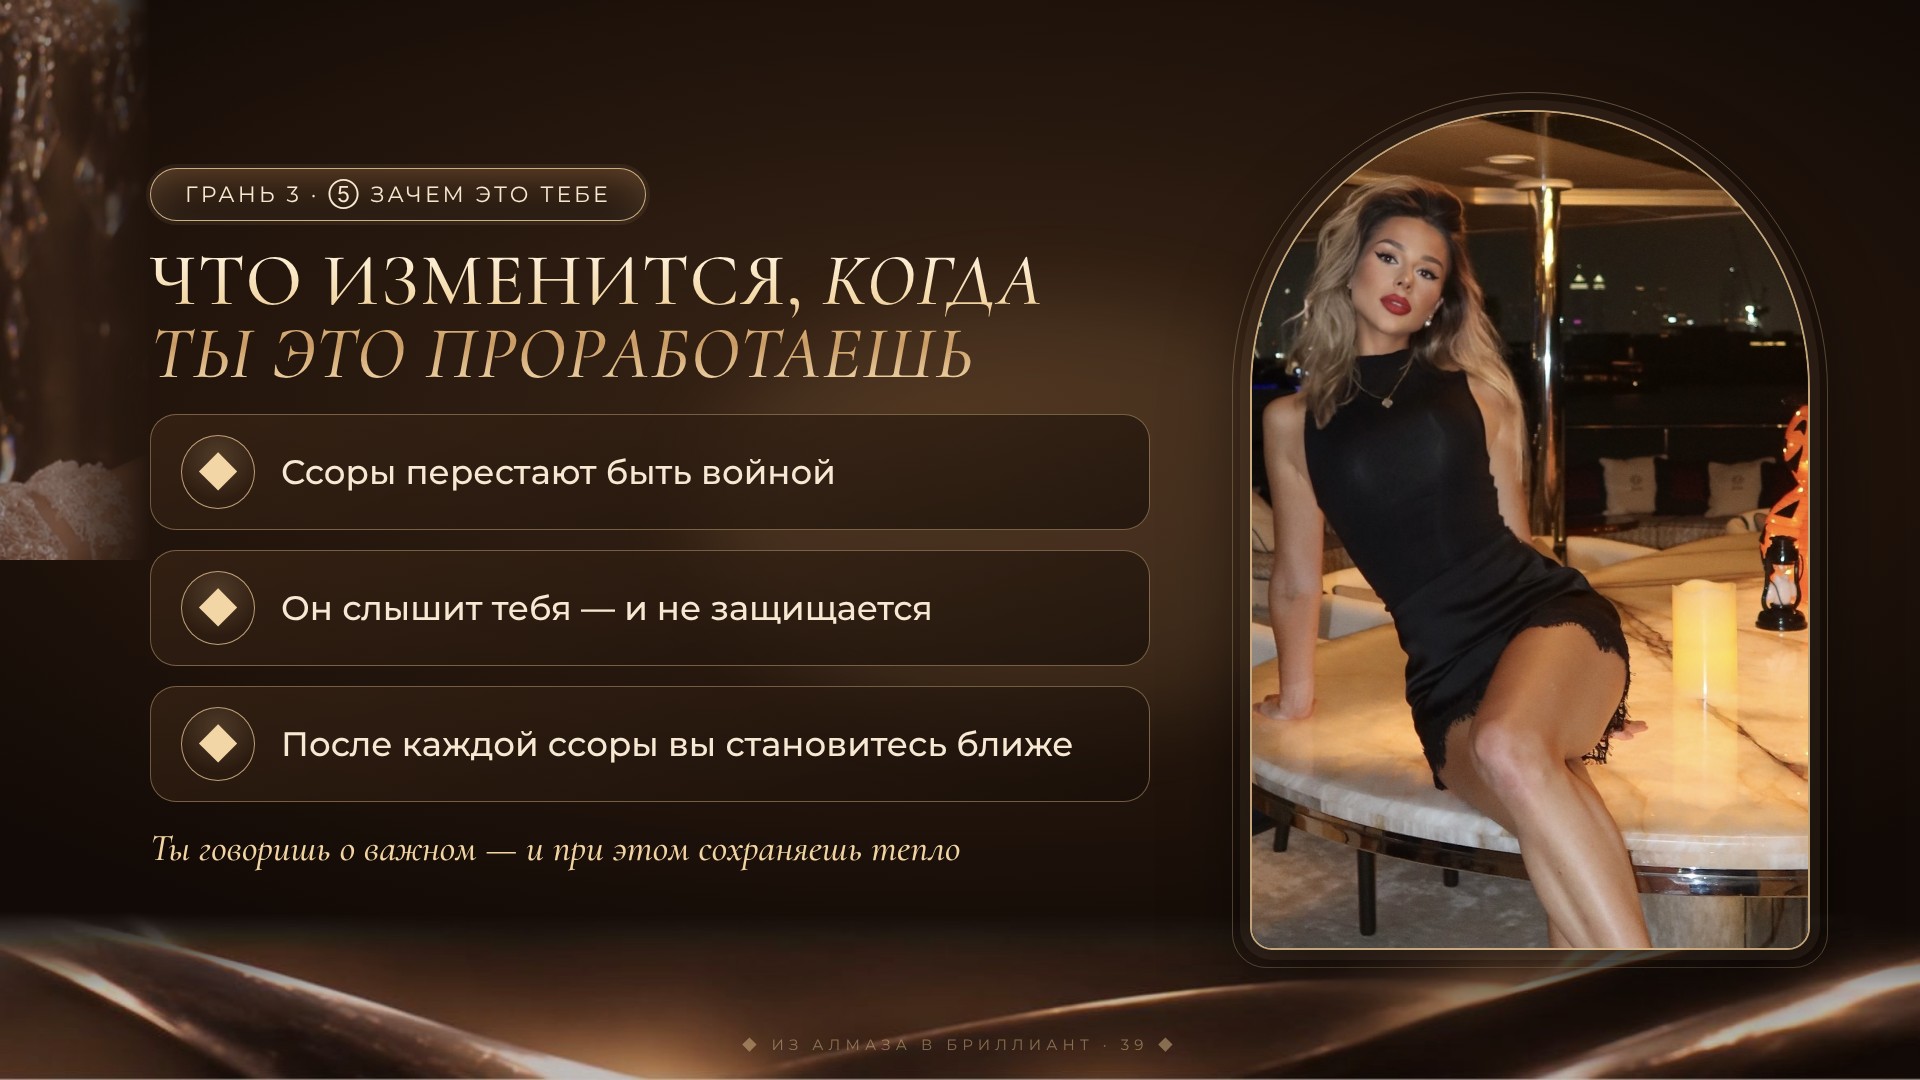 ГРАНЬ 3 · ⑤ ЗАЧЕМ ЭТО ТЕБЕ
ЧТО ИЗМЕНИТСЯ, КОГДА
ТЫ ЭТО ПРОРАБОТАЕШЬ
Ссоры перестают быть войной
Он слышит тебя — и не защищается
После каждой ссоры вы становитесь ближе
Ты говоришь о важном — и при этом сохраняешь тепло
◆ ИЗ АЛМАЗА В БРИЛЛИАНТ · 39 ◆